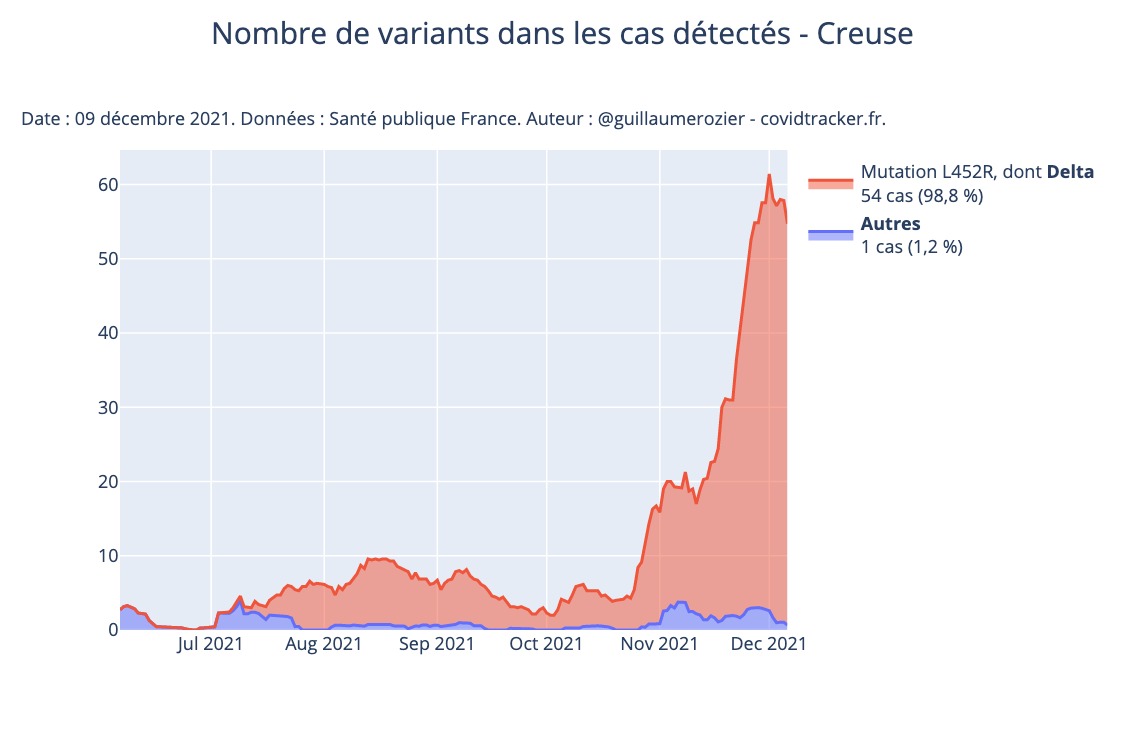 Nombre de variants dans les cas détectés - Creuse
Date : 09 décembre 2021. Données : Santé publique France. Auteur : @guillaumerozier - covidtracker.fr.
Mutation L452R, dont Delta
54 cas (98,8 %)
Autres
1 cas (1,2 %)
60
50
40
30
20
10
0
Jul 2021 Aug 2021 Sep 2021 Oct 2021 Nov 2021 Dec 2021